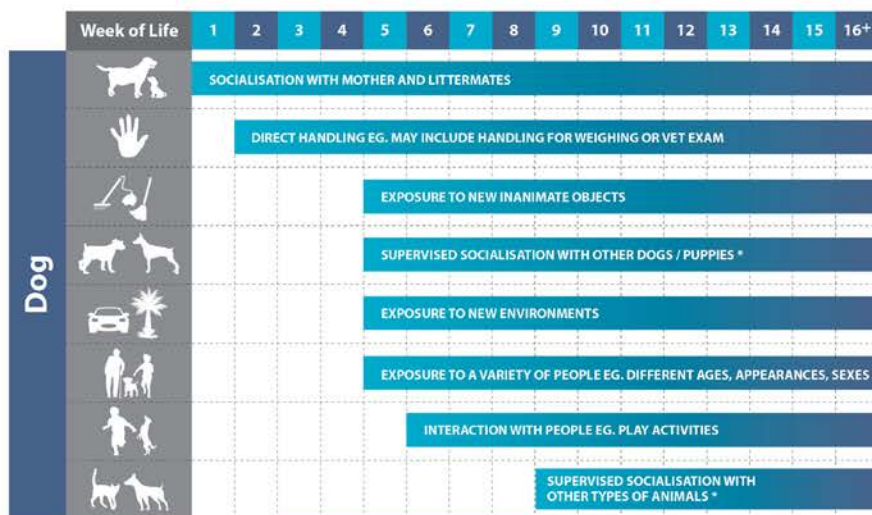 Week of Life 1 2 3 4 5 6 7 8 9 10 11 12 13 14 15 16+
Dog
SOCIALISATION WITH MOTHER AND LITTERMATES
DIRECT HANDLING EG. MAY INCLUDE HANDLING FOR WEIGHING OR VET EXAM
EXPOSURE TO NEW INANIMATE OBJECTS
SUPERVISED SOCIALISATION WITH OTHER DOGS / PUPPIES *
EXPOSURE TO NEW ENVIRONMENTS
EXPOSURE TO A VARIETY OF PEOPLE EG. DIFFERENT AGES, APPEARANCES, SEXES
INTERACTION WITH PEOPLE EG. PLAY ACTIVITIES
SUPERVISED SOCIALISATION WITH
OTHER TYPES OF ANIMALS *